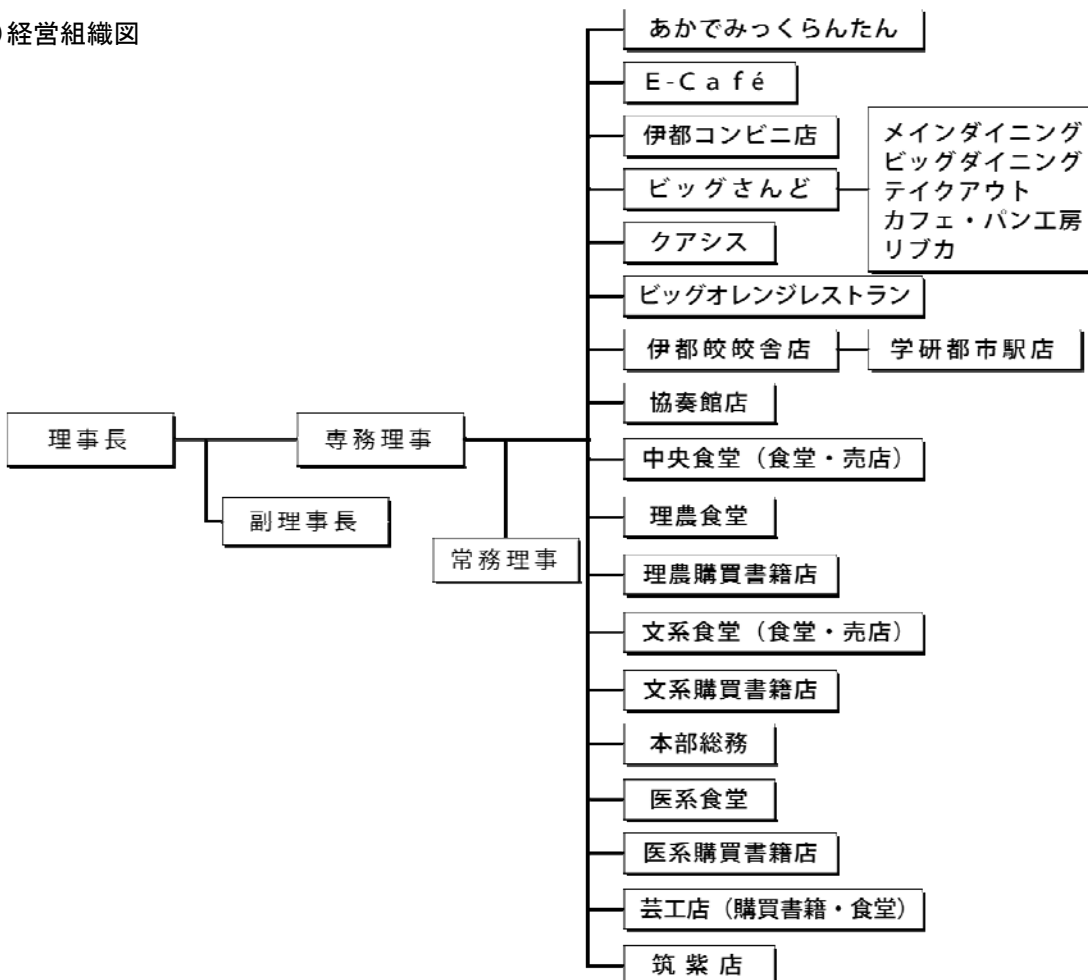 )経営組織図
理事長
専務理事
副理事長
常務理事
あかでみっくらんたん
E-Café
伊都コンビニ店
ビッグさんど
メインダイニング
ビッグダイニング
テイクアウト
カフェ・パン工房
リブカ
クアシス
ビッグオレンジレストラン
伊都皎皎舎店
学研都市駅店
協奏館店
中央食堂（食堂・売店）
理農食堂
理農購買書籍店
文系食堂（食堂・売店）
文系購買書籍店
本部総務
医系食堂
医系購買書籍店
芸工店（購買書籍・食堂）
筑紫店